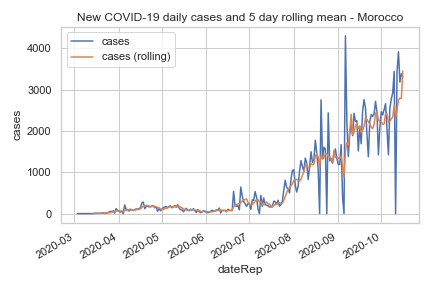 New COVID-19 daily cases and 5 day rolling mean - Morocco
cases
cases (rolling)
4000
3000
2000
1000
0
cases
2020-03
2020-04
2020-05
2020-06
2020-07
2020-08
2020-09
2020-10
dateRep